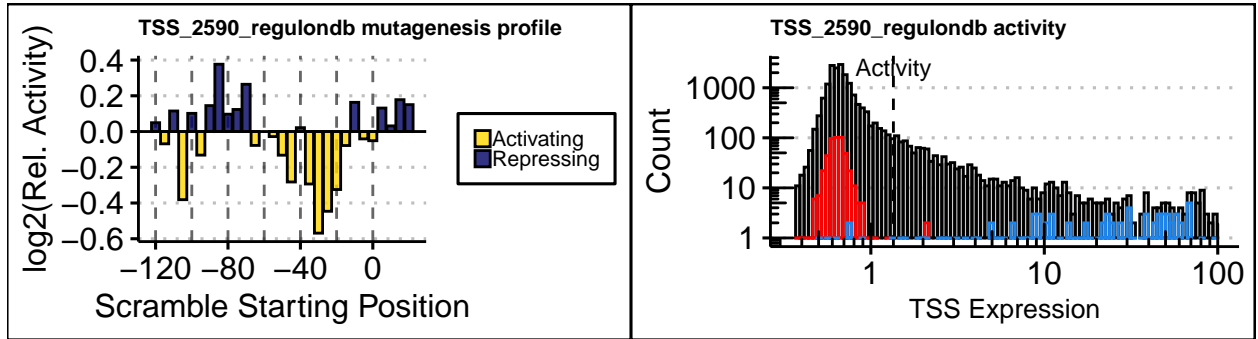 TSS_2590_regulondb mutagenesis profile
log2(Rel. Activity)
0.4
0.2
0.0
−0.2
−0.4
−0.6
−120 −80 −40 0
Scramble Starting Position
Activating
Repressing
TSS_2590_regulondb activity
Activity
Count
1000
100
10
1
1 10 100
TSS Expression